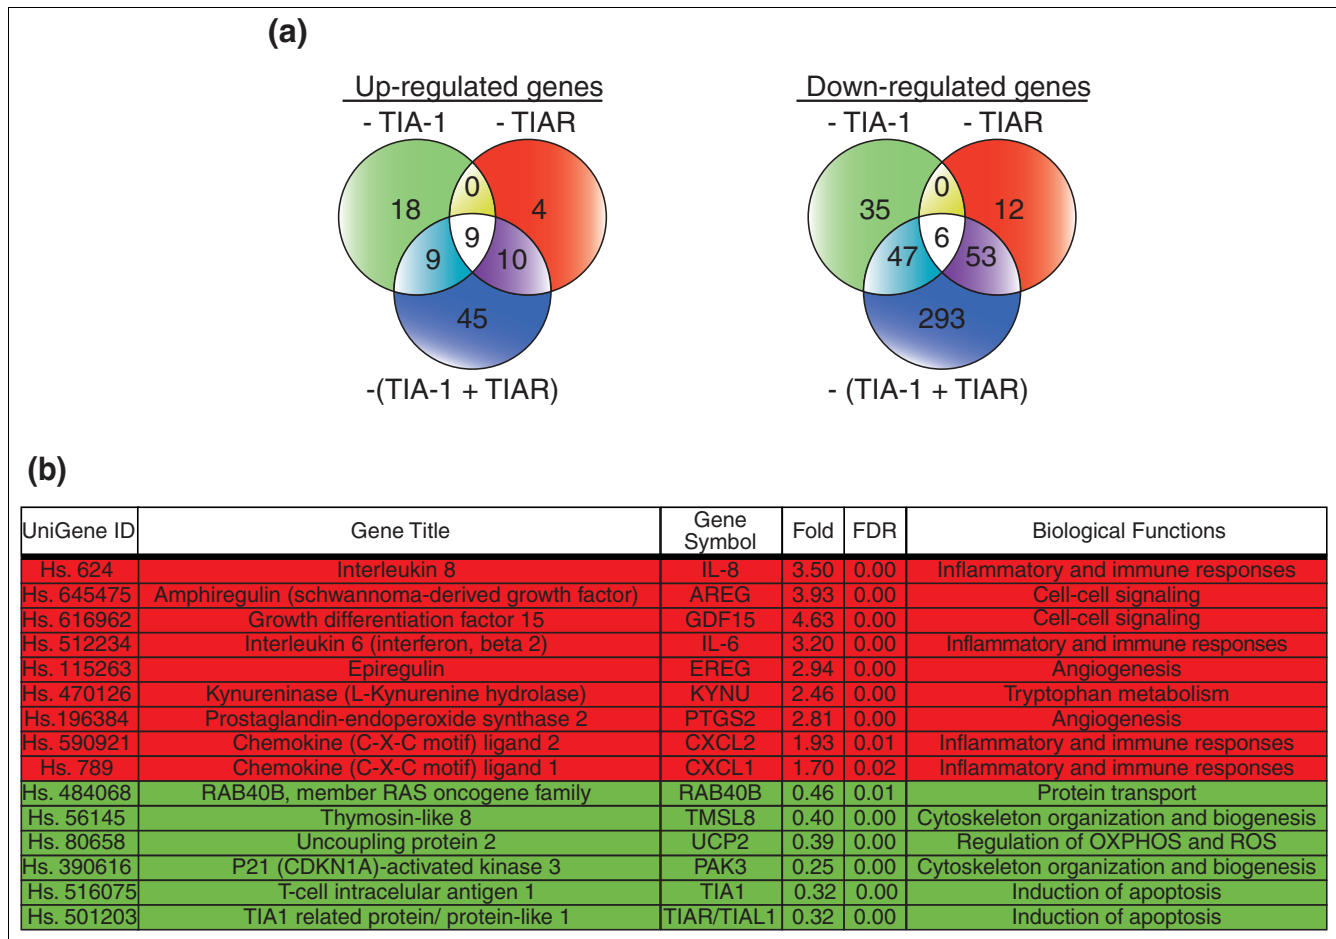 (a)
Up-regulated genes
- TIA-1 - TIAR
0
18
4
9
9
10
45
-(TIA-1 + TIAR)
Down-regulated genes
- TIA-1 - TIAR
0
35
12
6
47
53
293
- (TIA-1 + TIAR)
(b)
UniGene ID Gene Title Gene Symbol Fold FDR Biological Functions
Hs. 624 Interleukin 8 IL-8 3.50 0.00 Inflammatory and immune responses
Hs. 645475 Amphiregulin (schwannoma-derived growth factor) AREG 3.93 0.00 Cell-cell signaling
Hs. 616962 Growth differentiation factor 15 GDF15 4.63 0.00 Cell-cell signaling
Hs. 512234 Interleukin 6 (interferon, beta 2) IL-6 3.20 0.00 Inflammatory and immune responses
Hs. 115263 Epiregulin EREG 2.94 0.00 Angiogenesis
Hs. 470126 Kynureninase (L-Kynurenine hydrolase) KYNU 2.46 0.00 Tryptophan metabolism
Hs.196384 Prostaglandin-endoperoxide synthase 2 PTGS2 2.81 0.00 Angiogenesis
Hs. 590921 Chemokine (C-X-C motif) ligand 2 CXCL2 1.93 0.01 Inflammatory and immune responses
Hs. 789 Chemokine (C-X-C motif) ligand 1 CXCL1 1.70 0.02 Inflammatory and immune responses
Hs. 484068 RAB40B, member RAS oncogene family RAB40B 0.46 0.01 Protein transport
Hs. 56145 Thymosin-like 8 TMSL8 0.40 0.00 Cytoskeleton organization and biogenesis
Hs. 80658 Uncoupling protein 2 UCP2 0.39 0.00 Regulation of OXPHOS and ROS
Hs. 390616 P21 (CDKN1A)-activated kinase 3 PAK3 0.25 0.00 Cytoskeleton organization and biogenesis
Hs. 516075 T-cell intracelular antigen 1 TIA1 0.32 0.00 Induction of apoptosis
Hs. 501203 TIA1 related protein/ protein-like 1 TIAR/TIAL1 0.32 0.00 Induction of apoptosis